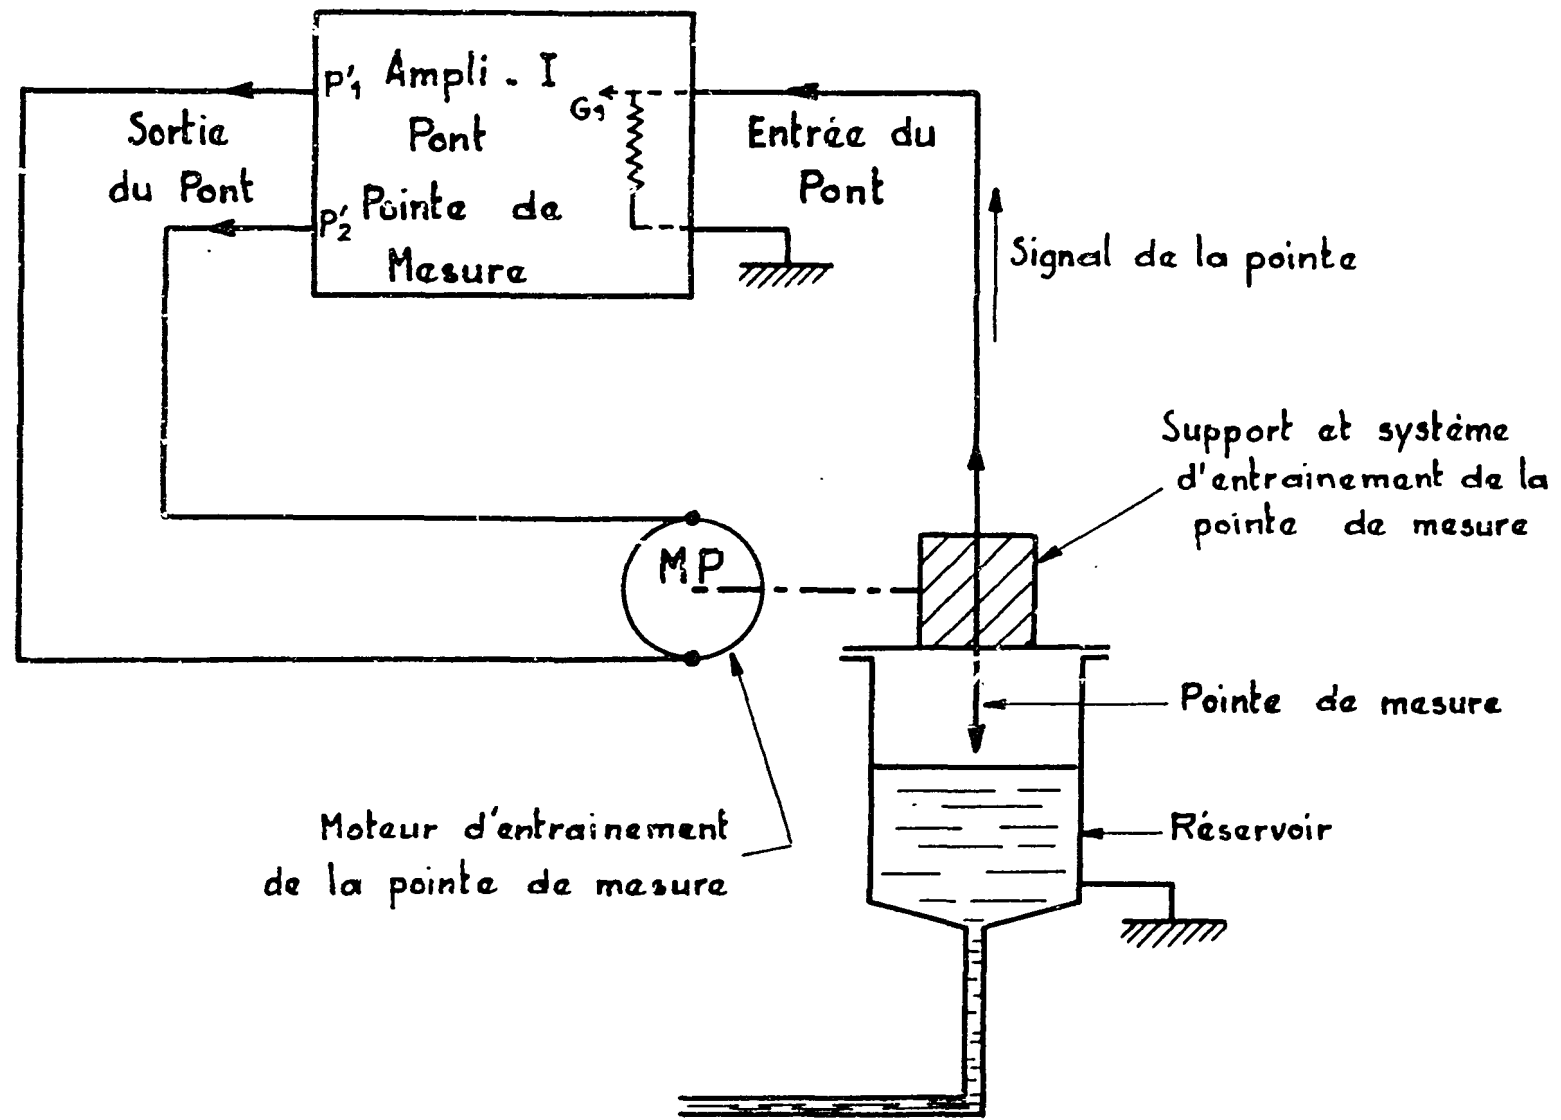 P'1
Ampli - I
Pont
Pointe de
Mesure
G1
P'2
Sortie
du Pont
Entrée du
Pont
Signal de la pointe
Support et système
d'entrainement de la
pointe de mesure
MP
Pointe de mesure
Moteur d'entrainement
de la pointe de mesure
Réservoir